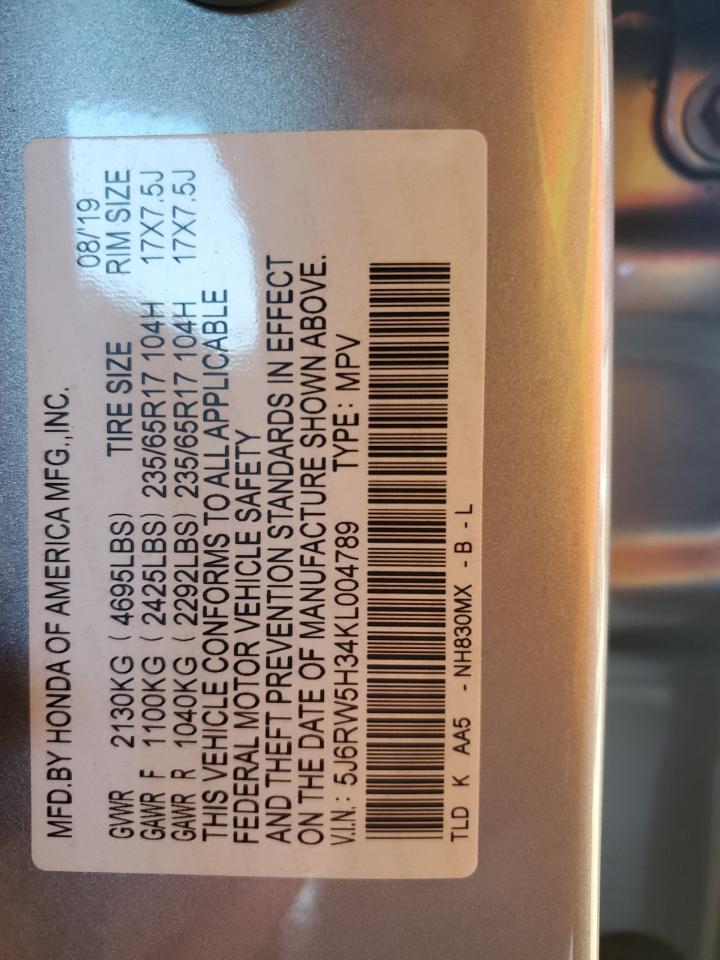 MFD.BY HONDA OF AMERICA MFG.,INC.
08/'19
GVWR 2130KG ( 4695LBS) TIRE SIZE RIM SIZE
GAWR F 1100KG ( 2425LBS) 235/65R17 104H 17X7.5J
GAWR R 1040KG ( 2292LBS) 235/65R17 104H 17X7.5J
THIS VEHICLE CONFORMS TO ALL APPLICABLE
FEDERAL MOTOR VEHICLE SAFETY
AND THEFT PREVENTION STANDARDS IN EFFECT
ON THE DATE OF MANUFACTURE SHOWN ABOVE.
V.I.N.: 5J6RW5H34KL004789 TYPE: MPV
TLD K AA5 - NH830MX - B - L